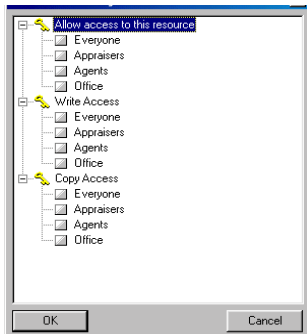 Allow access to this resource
Everyone
Appraisers
Agents
Office
Write Access
Everyone
Appraisers
Agents
Office
Copy Access
Everyone
Appraisers
Agents
Office
OK Cancel